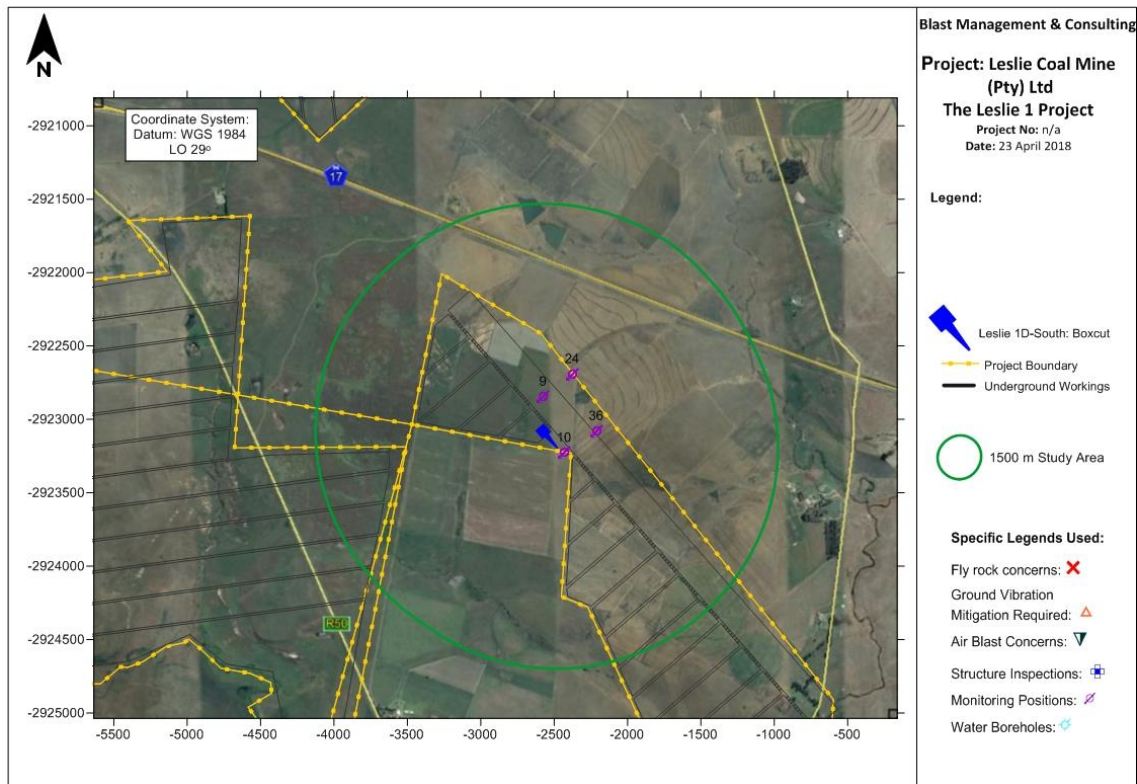 N
Coordinate System:
Datum: WGS 1984
LO 29º
-2921000
-2921500
-2922000
-2922500
-2923000
-2923500
-2924000
-2924500
-2925000
-5500
-5000
-4500
-4000
-3500
-3000
-2500
-2000
-1500
-1000
-500
N
17
24
9
36
10
R50
Blast Management & Consulting
Project: Leslie Coal Mine
(Pty) Ltd
The Leslie 1 Project
Project No: n/a
Date: 23 April 2018
Legend:
Leslie 1D-South: Boxcut
Project Boundary
Underground Workings
1500 m Study Area
Specific Legends Used:
Fly rock concerns:
Ground Vibration
Mitigation Required:
Air Blast Concerns:
Structure Inspections:
Monitoring Positions:
Water Boreholes: